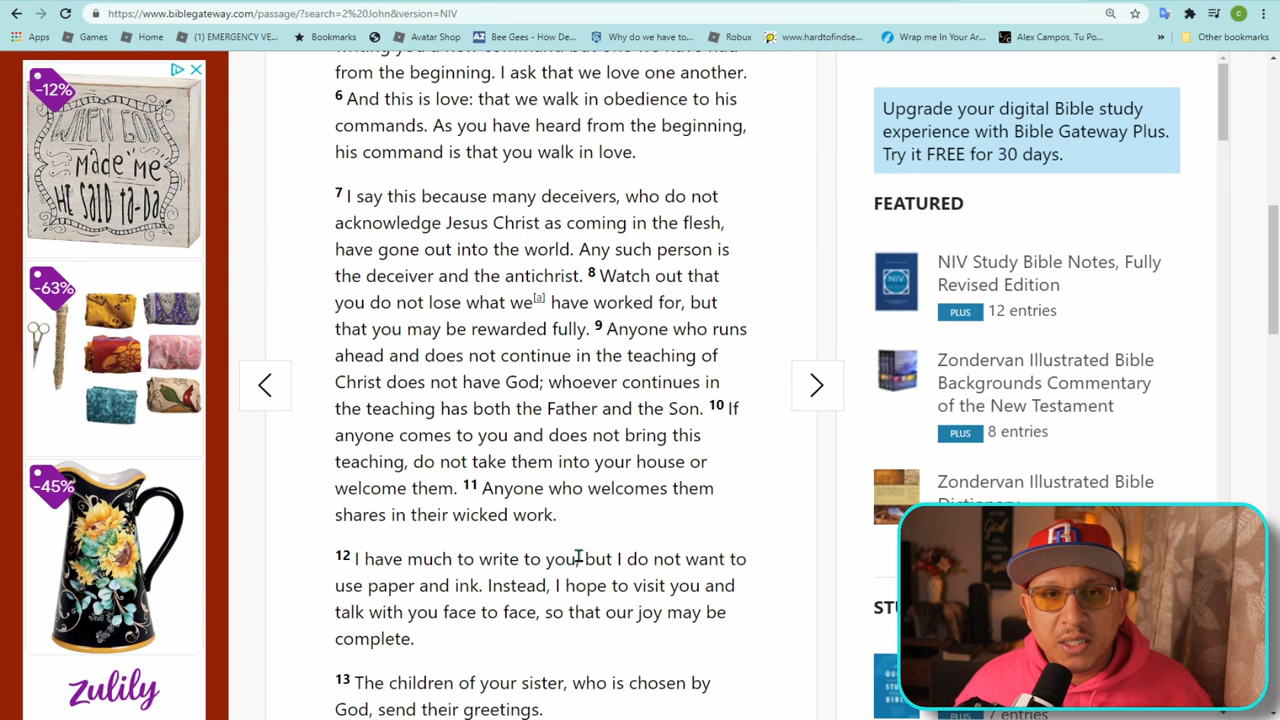 https://www.biblegateway.com/passage/?search=2%20John&version=NIV
Apps Games Home (1) EMERGENCY VE... Bookmarks Avatar Shop Bee Gees - How De... Why do we have... Robux www.hardtofindse... Wrap me In Your Ar... Alex Campos, Tu Po... » Other bookmarks
-12%
WHEN GOD
made me
HE SAID ta-da
-63%
-45%
zulily
from the beginning. I ask that we love one another.
6 And this is love: that we walk in obedience to his
commands. As you have heard from the beginning,
his command is that you walk in love.
7 I say this because many deceivers, who do not
acknowledge Jesus Christ as coming in the flesh,
have gone out into the world. Any such person is
the deceiver and the antichrist. 8 Watch out that
you do not lose what we[a] have worked for, but
that you may be rewarded fully. 9 Anyone who runs
ahead and does not continue in the teaching of
Christ does not have God; whoever continues in
the teaching has both the Father and the Son. 10 If
anyone comes to you and does not bring this
teaching, do not take them into your house or
welcome them. 11 Anyone who welcomes them
shares in their wicked work.
12 I have much to write to you, but I do not want to
use paper and ink. Instead, I hope to visit you and
talk with you face to face, so that our joy may be
complete.
13 The children of your sister, who is chosen by
God, send their greetings.
Upgrade your digital Bible study
experience with Bible Gateway Plus.
Try it FREE for 30 days.
FEATURED
NIV Study Bible Notes, Fully
Revised Edition
PLUS 12 entries
Zondervan Illustrated Bible
Backgrounds Commentary
of the New Testament
PLUS 8 entries
Zondervan Illustrated Bible
NIV